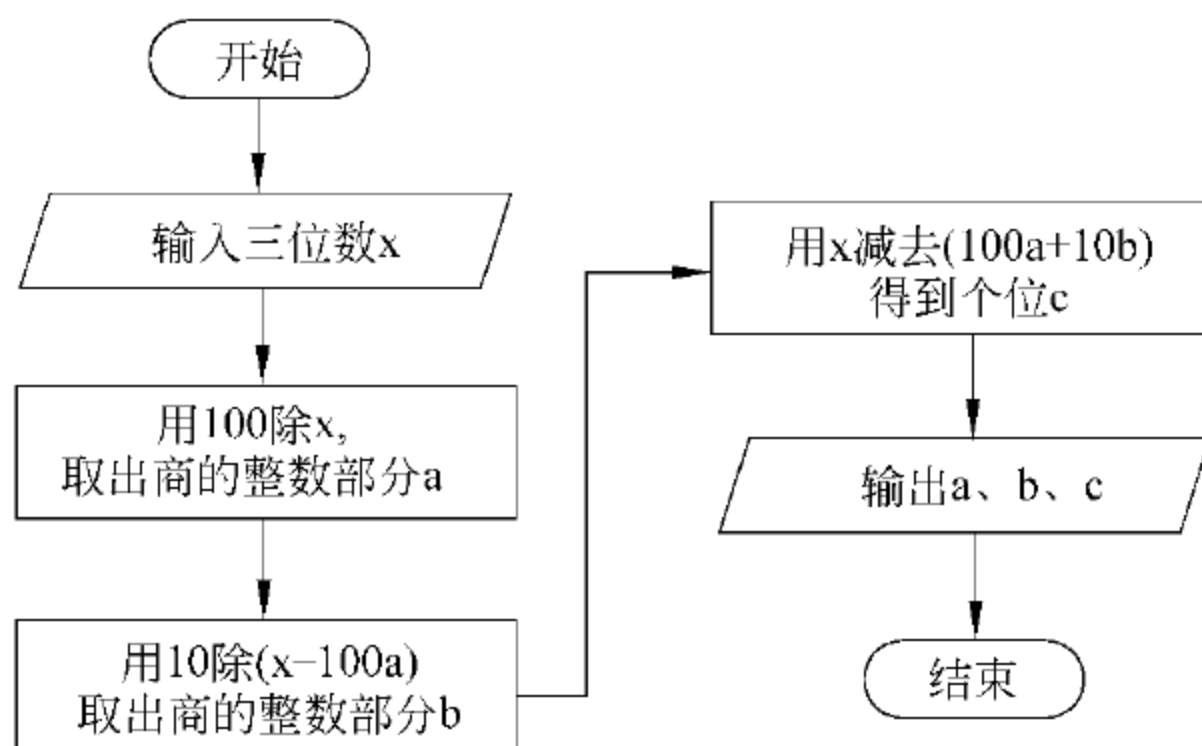 开始
输入三位数x
用100除x,
取出商的整数部分a
用10除(x−100a)
取出商的整数部分b
用x减去(100a+10b)
得到个位c
输出a、b、c
结束